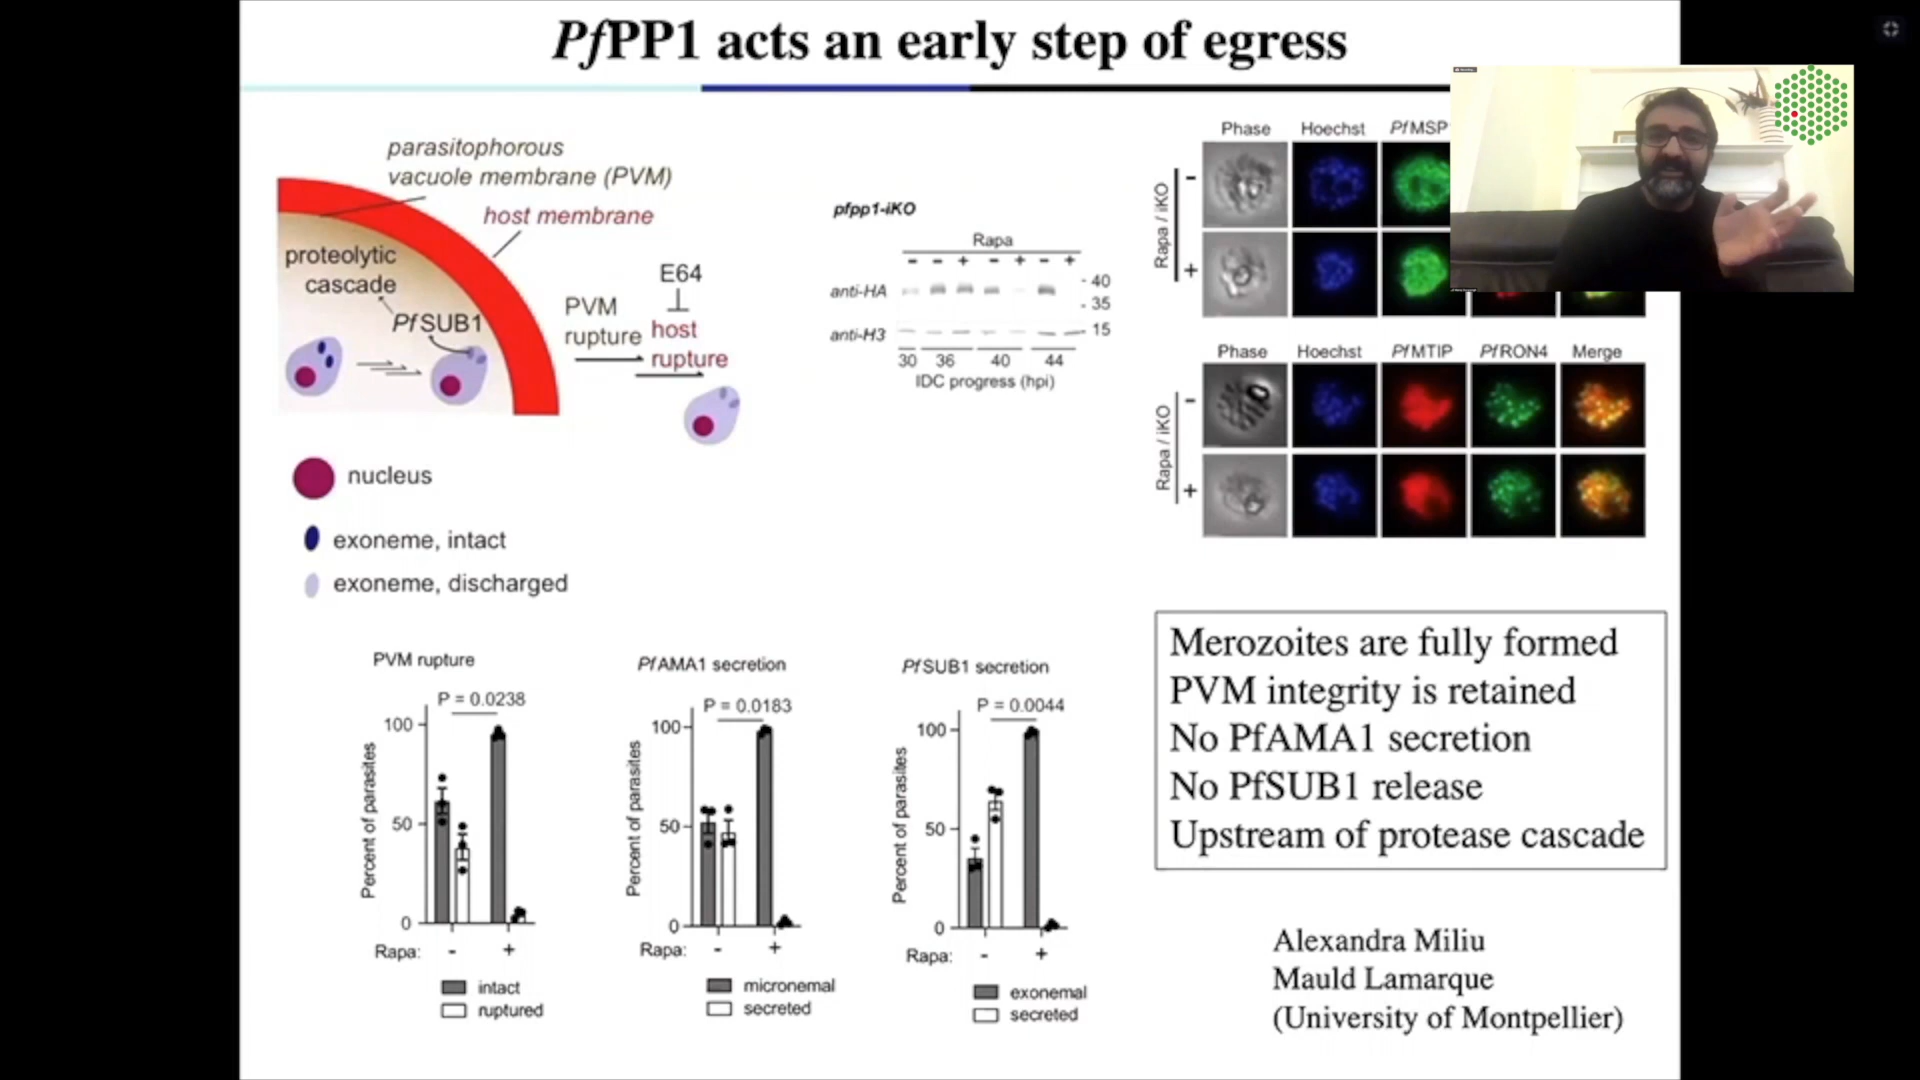 PfPP1 acts an early step of egress
parasitophorous
vacuole membrane (PVM)
host membrane
proteolytic
cascade
PfSUB1
PVM
rupture
E64
host
rupture
nucleus
exoneme, intact
exoneme, discharged
pfpp1-iKO
Rapa
- - + - + - +
anti-HA
40
35
anti-H3
15
30 36 40 44
IDC progress (hpi)
Phase Hoechst PfMSP
Rapa / iKO
-
+
Phase Hoechst PfMTIP PfRON4 Merge
Rapa / iKO
-
+
PVM rupture
P = 0.0238
Percent of parasites
100
50
0
Rapa: - +
intact
ruptured
PfAMA1 secretion
P = 0.0183
Percent of parasites
100
50
0
Rapa: - +
micronemal
secreted
PfSUB1 secretion
P = 0.0044
Percent of parasites
100
50
0
Rapa: - +
exonemal
secreted
Merozoites are fully formed
PVM integrity is retained
No PfAMA1 secretion
No PfSUB1 release
Upstream of protease cascade
Alexandra Miliu
Mauld Lamarque
(University of Montpellier)